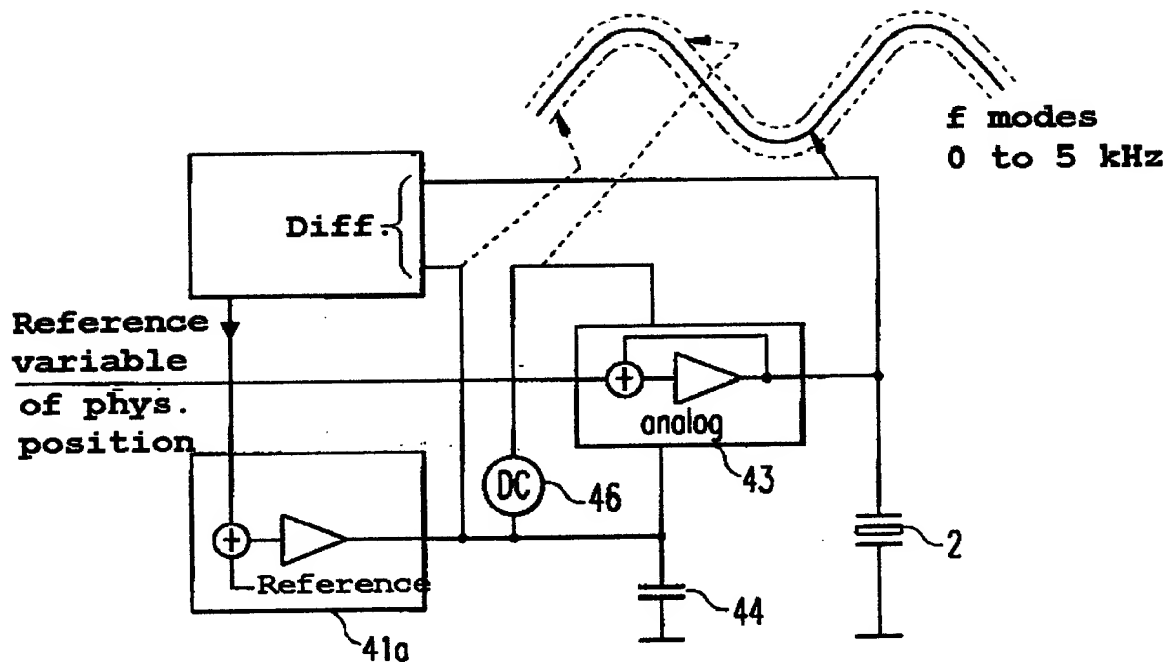 f modes
0 to 5 kHz
Diff.
Reference
variable
of phys.
position
analog
43
DC
46
2
Reference
44
41a